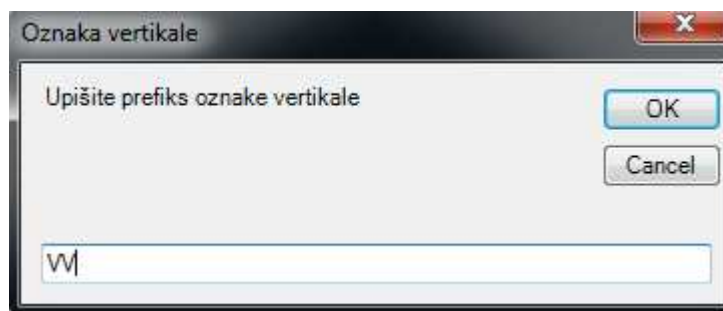 Oznaka vertikale
Upišite prefiks oznake vertikale
OK
Cancel
VV